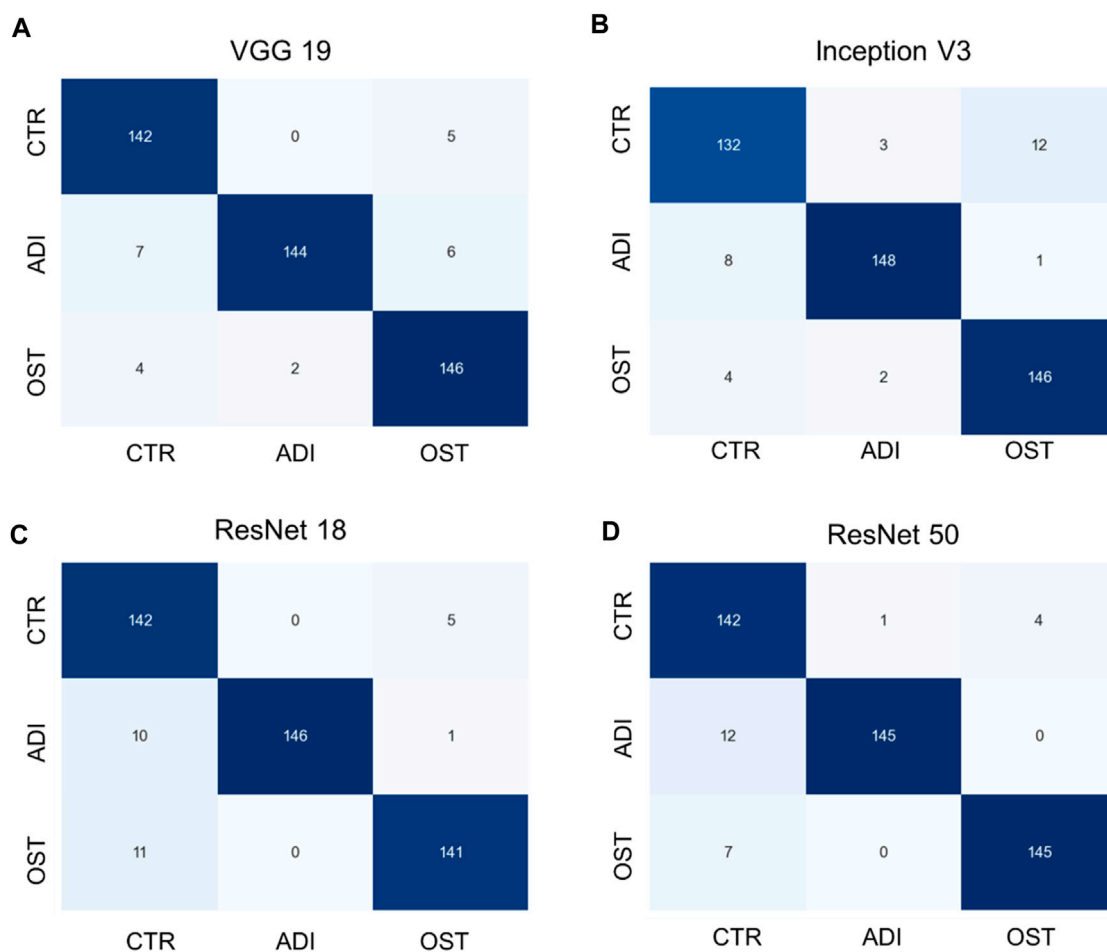 A
VGG 19
CTR 142 0 5
ADI 7 144 6
OST 4 2 146
CTR ADI OST
B
Inception V3
CTR 132 3 12
ADI 8 148 1
OST 4 2 146
CTR ADI OST
C
ResNet 18
CTR 142 0 5
ADI 10 146 1
OST 11 0 141
CTR ADI OST
D
ResNet 50
CTR 142 1 4
ADI 12 145 0
OST 7 0 145
CTR ADI OST